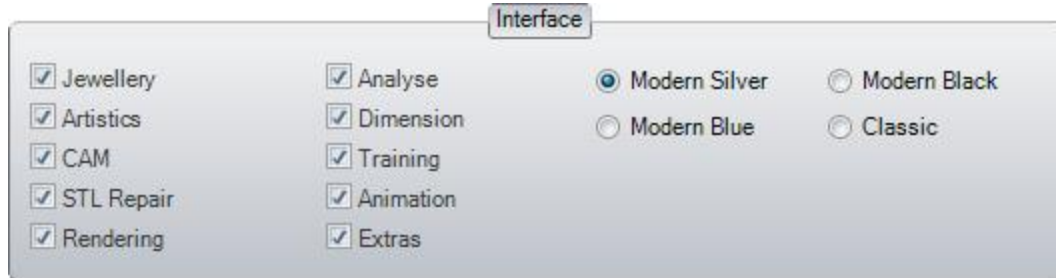 Interface
Jewellery
Artistics
CAM
STL Repair
Rendering
Analyse
Dimension
Training
Animation
Extras
Modern Silver
Modern Black
Modern Blue
Classic